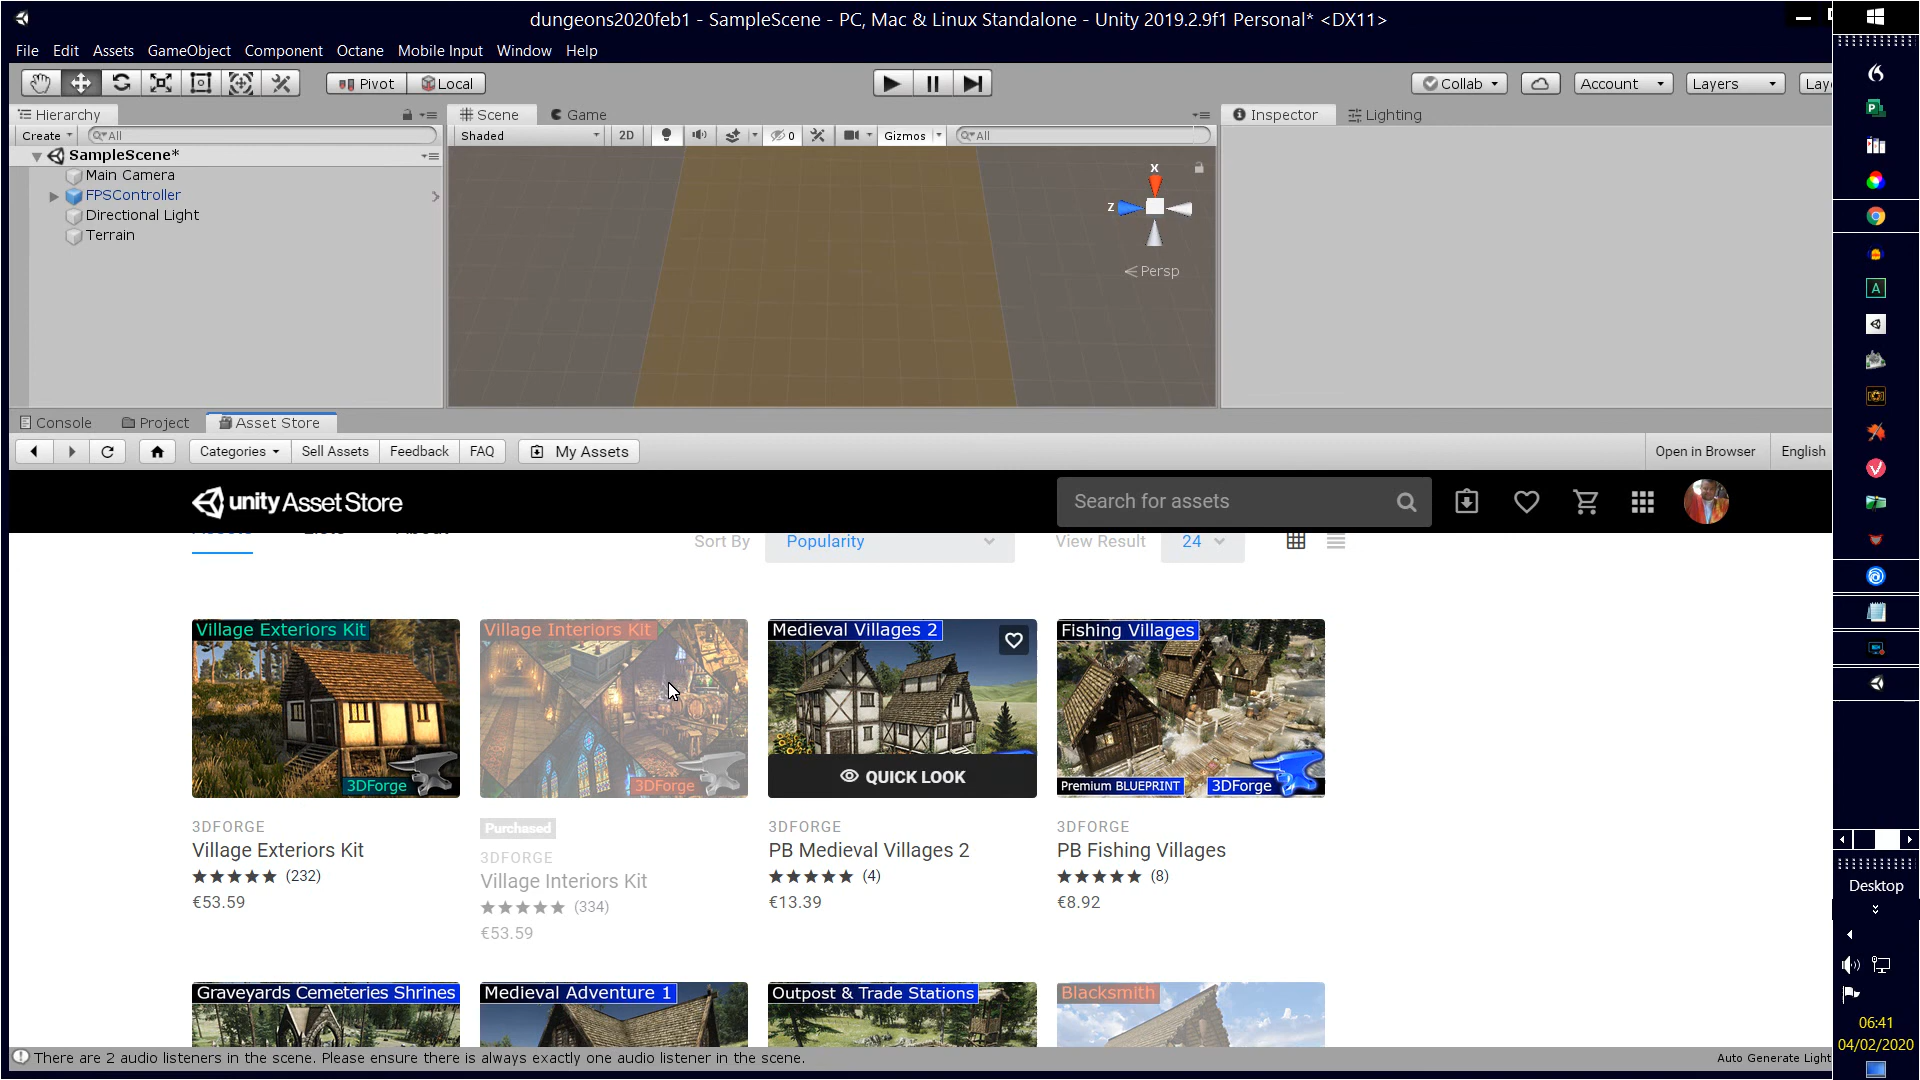 dungeons2020feb1 - SampleScene - PC, Mac & Linux Standalone - Unity 2019.2.9f1 Personal* <DX11>
File Edit Assets GameObject Component Octane Mobile Input Window Help
Pivot Local Collab Account Layers
Hierarchy Scene Game Inspector Lighting
Create All Shaded 2D 0 Gizmos All
SampleScene*
Main Camera
FPSController
Directional Light
Terrain
X
Z
Persp
Console Project Asset Store
Categories Sell Assets Feedback FAQ My Assets Open in Browser English
unity Asset Store Search for assets
Sort By Popularity View Result 24
Village Exteriors Kit
3DForge
3DFORGE
Village Exteriors Kit
(232)
€53.59
Village Interiors Kit
3DForge
Purchased
3DFORGE
Village Interiors Kit
(334)
€53.59
Medieval Villages 2
QUICK LOOK
3DFORGE
PB Medieval Villages 2
(4)
€13.39
Fishing Villages
Premium BLUEPRINT 3DForge
3DFORGE
PB Fishing Villages
(8)
€8.92
Graveyards Cemeteries Shrines
Medieval Adventure 1
Outpost & Trade Stations
Blacksmith
There are 2 audio listeners in the scene. Please ensure there is always exactly one audio listener in the scene.
Auto Generate Light
Desktop
06:41
04/02/2020